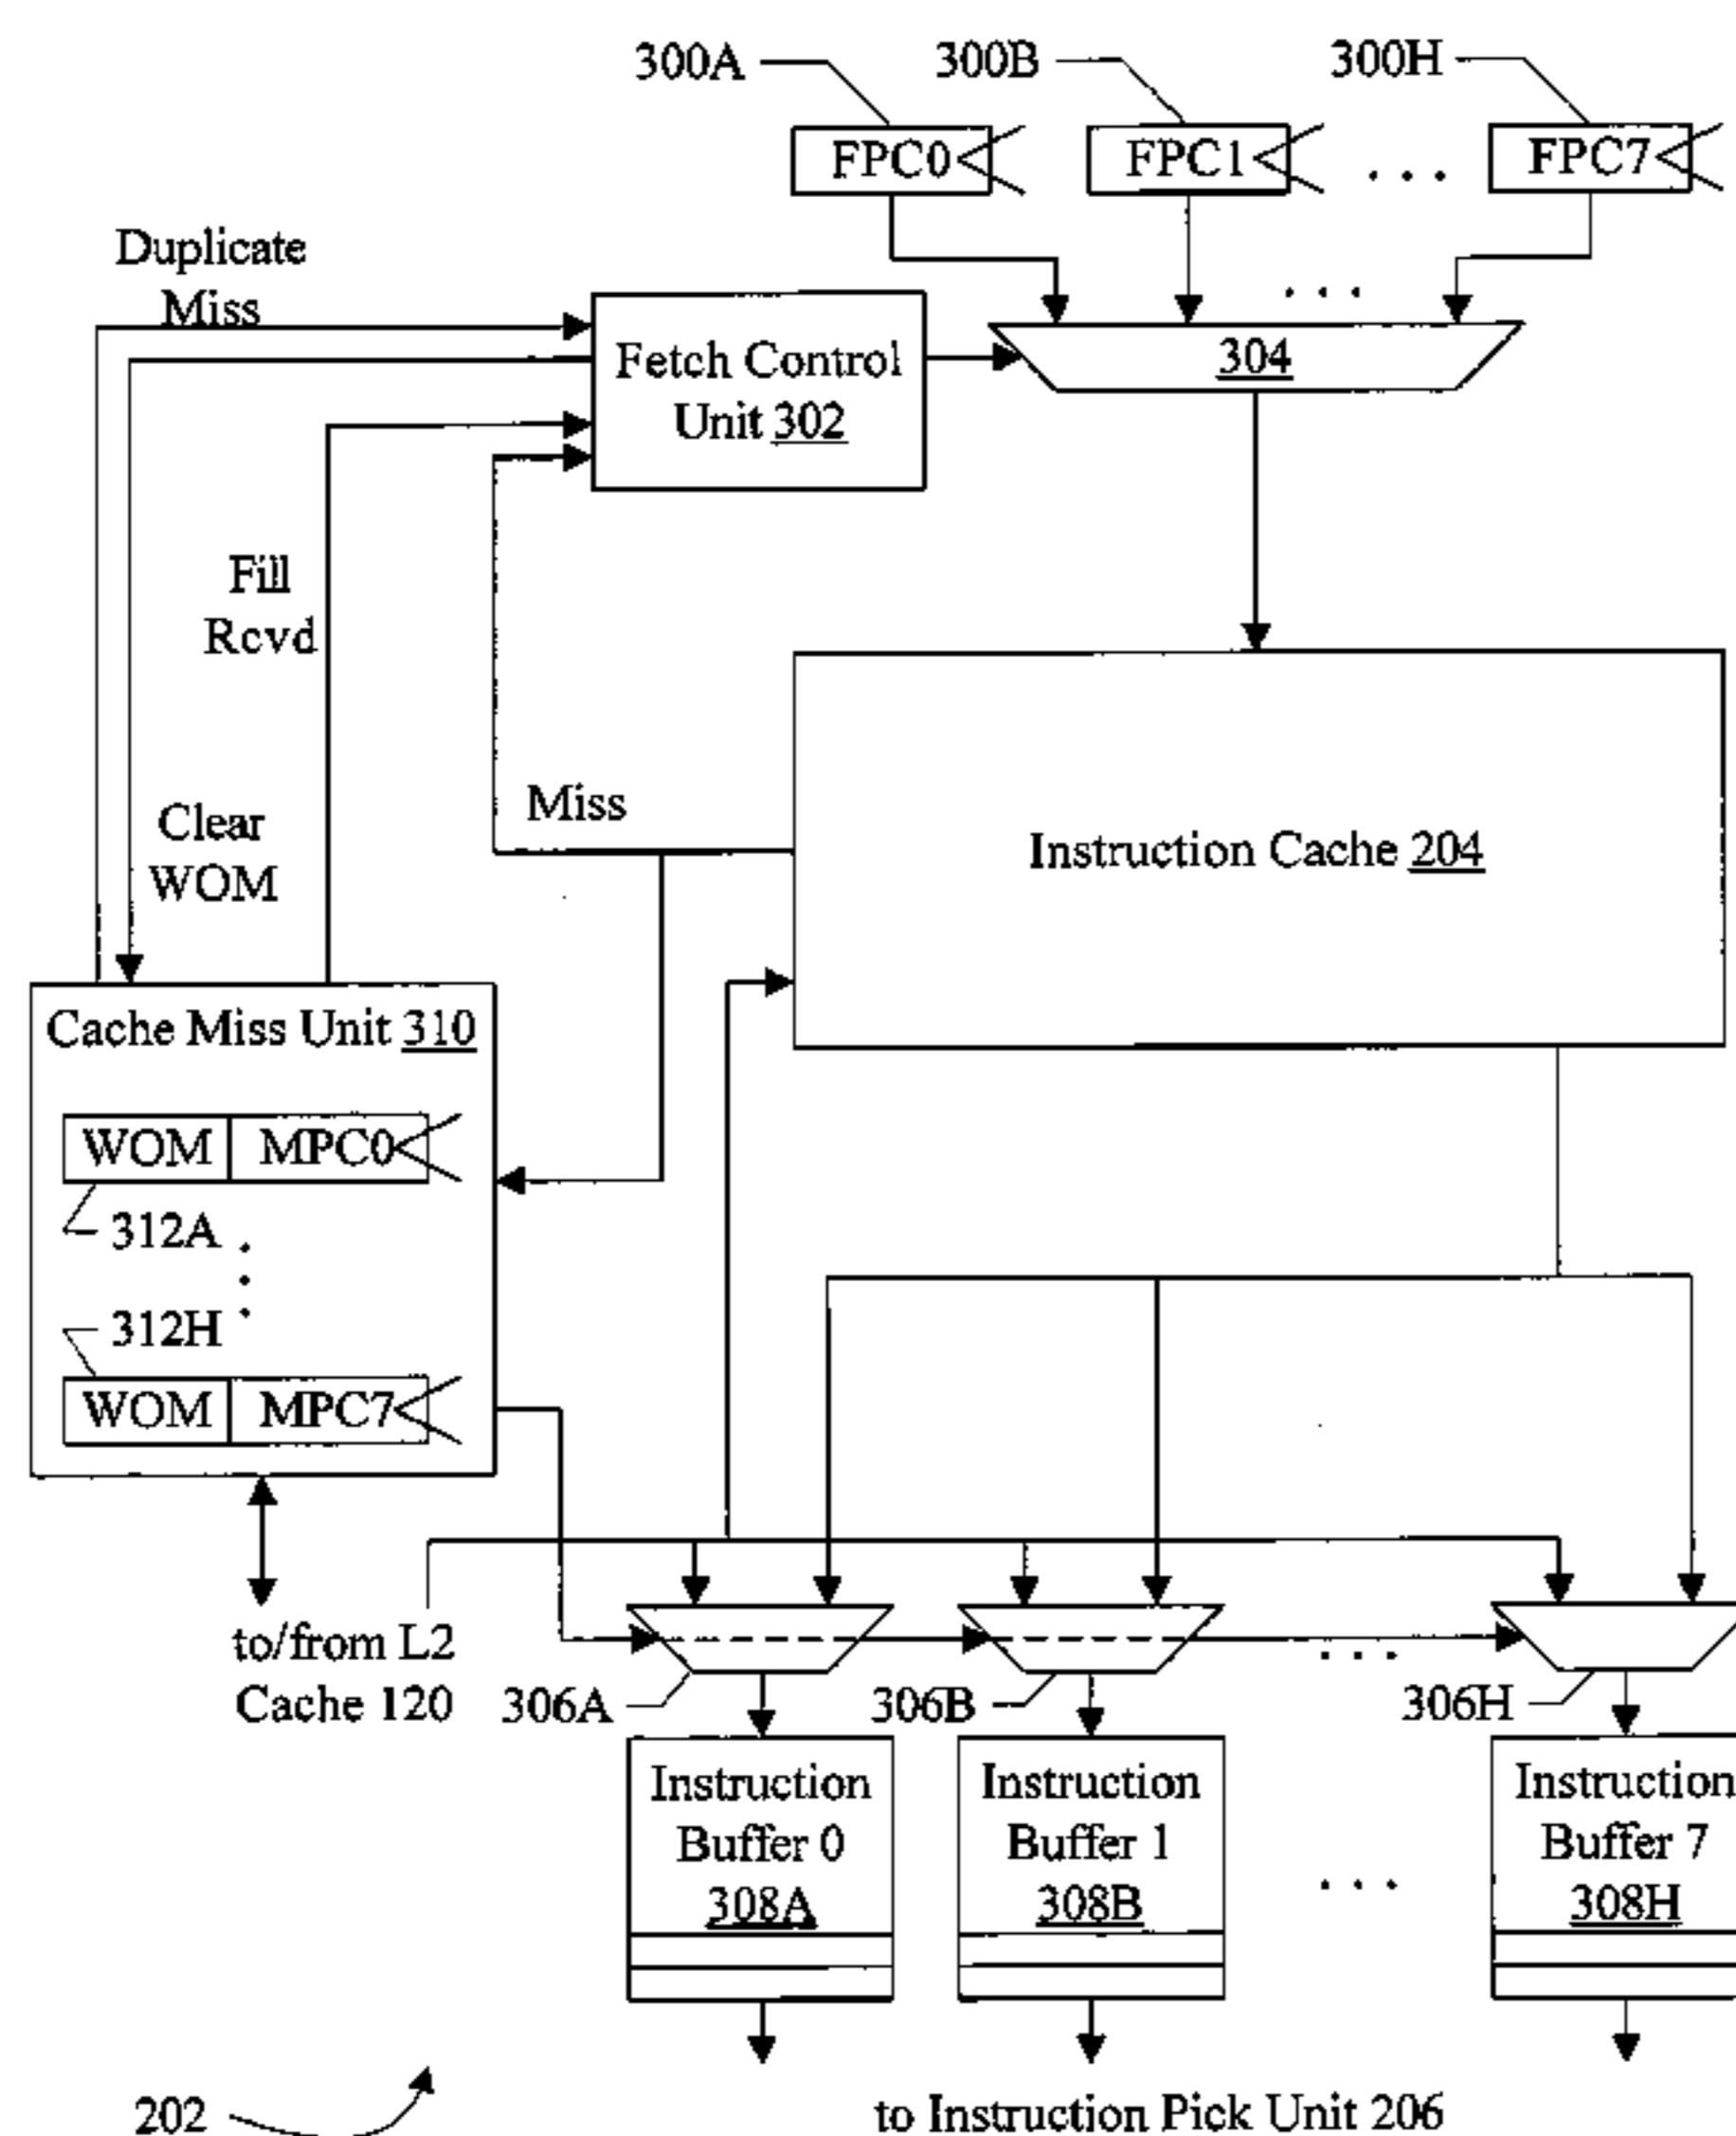 300A 300B 300H
FPC0 FPC1 . . . FPC7
Duplicate
Miss
. . .
Fetch Control
Unit 302
304
Fill
Rcvd
Miss
Clear
WOM
Instruction Cache 204
Cache Miss Unit 310
WOM MPC0
312A
312H
WOM MPC7
to/from L2
Cache 120
306A 306B . . . 306H
Instruction
Buffer 0
308A
Instruction
Buffer 1
308B
. . .
Instruction
Buffer 7
308H
202
to Instruction Pick Unit 206